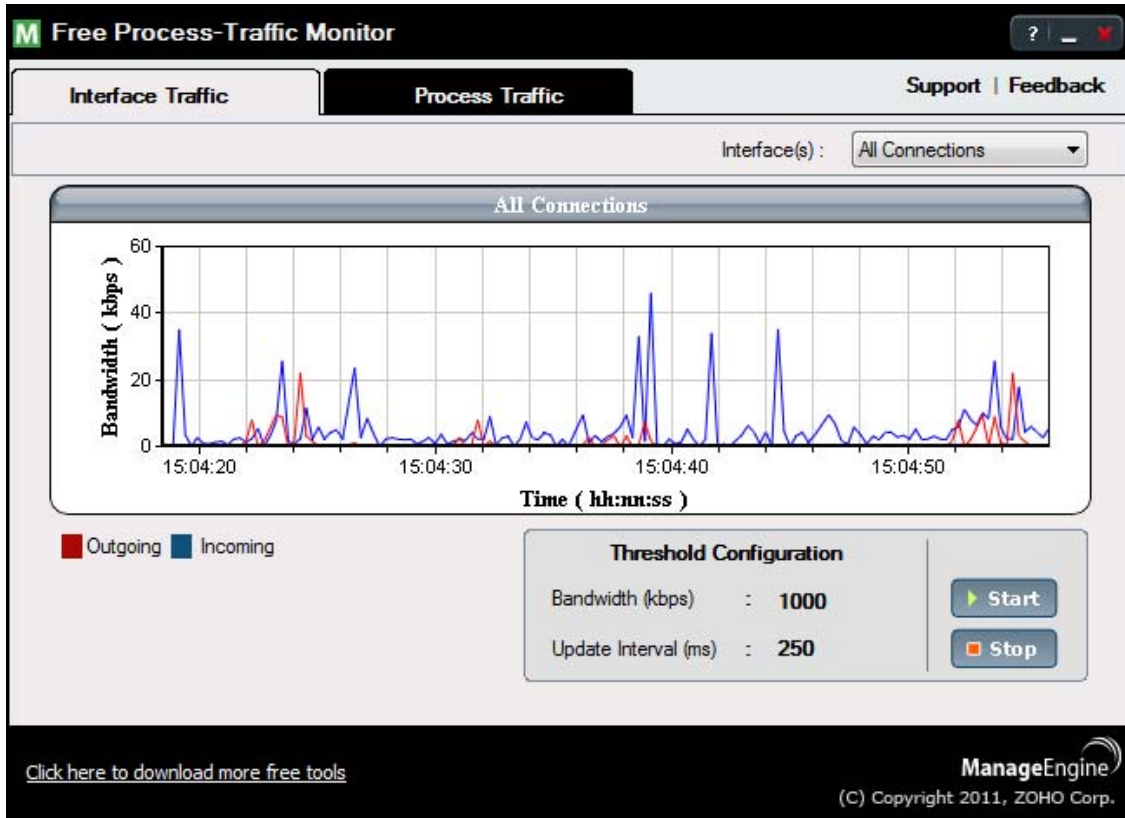 M Free Process-Traffic Monitor ?
Interface Traffic Process Traffic Support | Feedback
Interface(s) : All Connections
All Connections
Bandwidth ( kbps )
60
40
20
0
15:04:20 15:04:30 15:04:40 15:04:50
Time ( hh:nn:ss )
Outgoing Incoming
Threshold Configuration
Bandwidth (kbps) : 1000
Start
Update Interval (ms) : 250
Stop
Click here to download more free tools
ManageEngine
(C) Copyright 2011, ZOHO Corp.